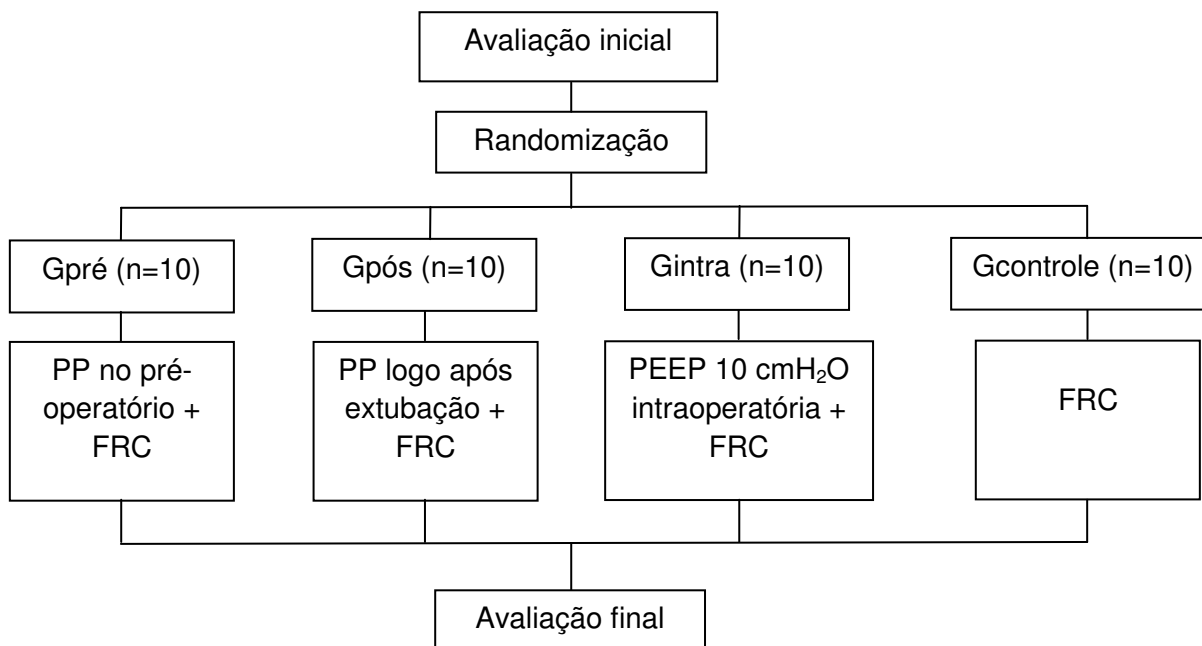 Avaliação inicial
Randomização
Gpré (n=10)
Gpós (n=10)
Gintra (n=10)
Gcontrole (n=10)
PP no pré-
operatório +
FRC
PP logo após
extubação +
FRC
PEEP 10 cmH₂O
intraoperatória +
FRC
FRC
Avaliação final